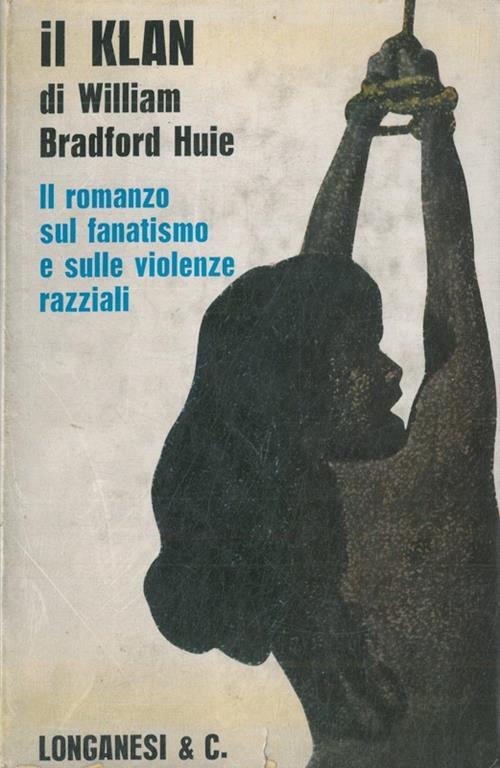 il KLAN
di William
Bradford Huie
Il romanzo
sul fanatismo
e sulle violenze
razziali
LONGANESI & C.